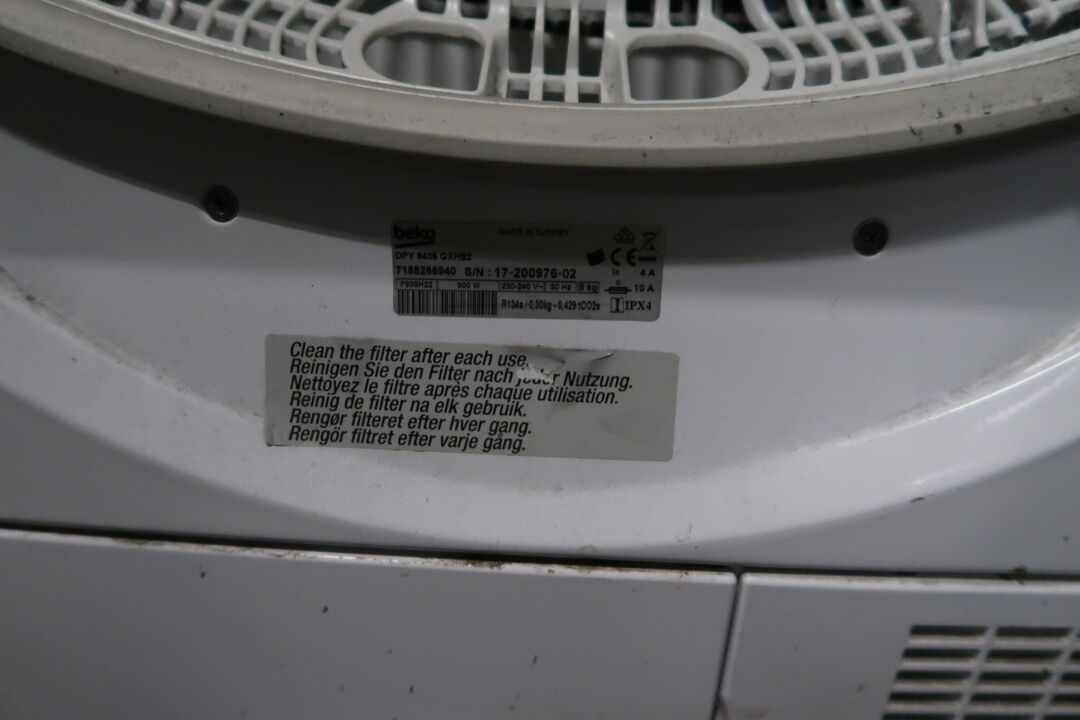 beko
MADE IN TURKEY
DPY 8405 GXHB2
7188286940 S/N : 17-200976-02
CE
Ia 4 A
900 W 230-240 V~ 50 Hz 8 kg 10 A
R134a / 0,30kg - 0,429 tCO2e IPX4
Clean the filter after each use.
Reinigen Sie den Filter nach jeder Nutzung.
Nettoyez le filtre après chaque utilisation.
Reinig de filter na elk gebruik.
Rengør filteret efter hver gang.
Rengör filtret efter varje gång.